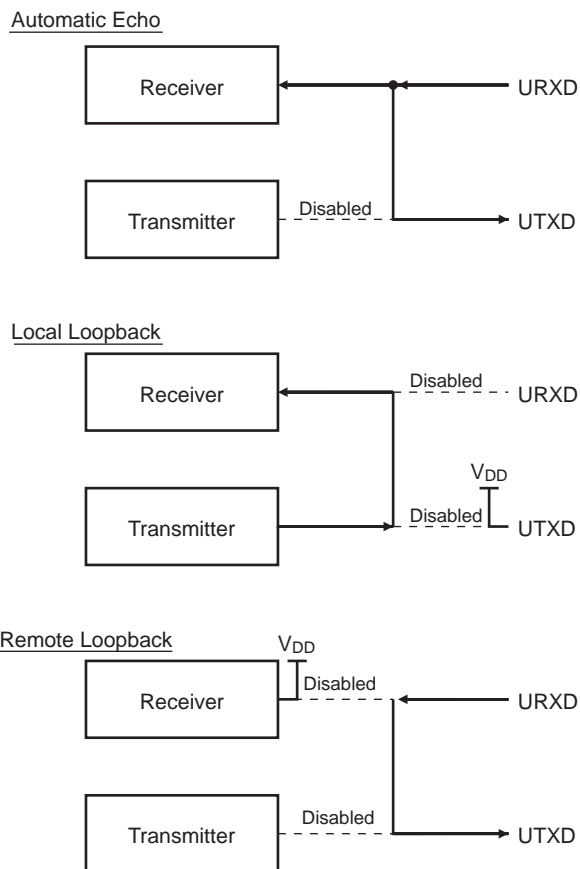 Automatic Echo
Receiver
URXD
Transmitter
Disabled
UTXD
Local Loopback
Receiver
Disabled
URXD
VDD
Transmitter
Disabled
UTXD
Remote Loopback
VDD
Receiver
Disabled
URXD
Transmitter
Disabled
UTXD